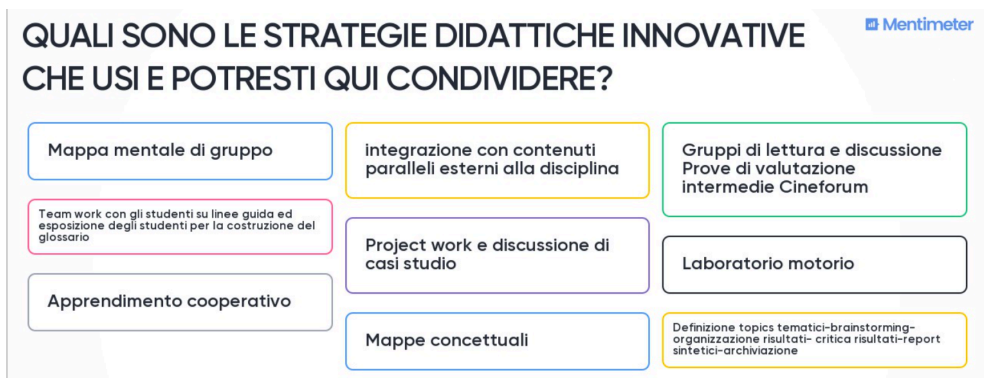 QUALI SONO LE STRATEGIE DIDATTICHE INNOVATIVE
CHE USI E POTRESTI QUI CONDIVIDERE?
Mentimeter
Mappa mentale di gruppo
Team work con gli studenti su linee guida ed
esposizione degli studenti per la costruzione del
glossario
Apprendimento cooperativo
integrazione con contenuti
paralleli esterni alla disciplina
Project work e discussione di
casi studio
Mappe concettuali
Gruppi di lettura e discussione
Prove di valutazione
intermedie Cineforum
Laboratorio motorio
Definizione topics tematici-brainstorming-
organizzazione risultati- critica risultati-report
sintetici-archiviazione